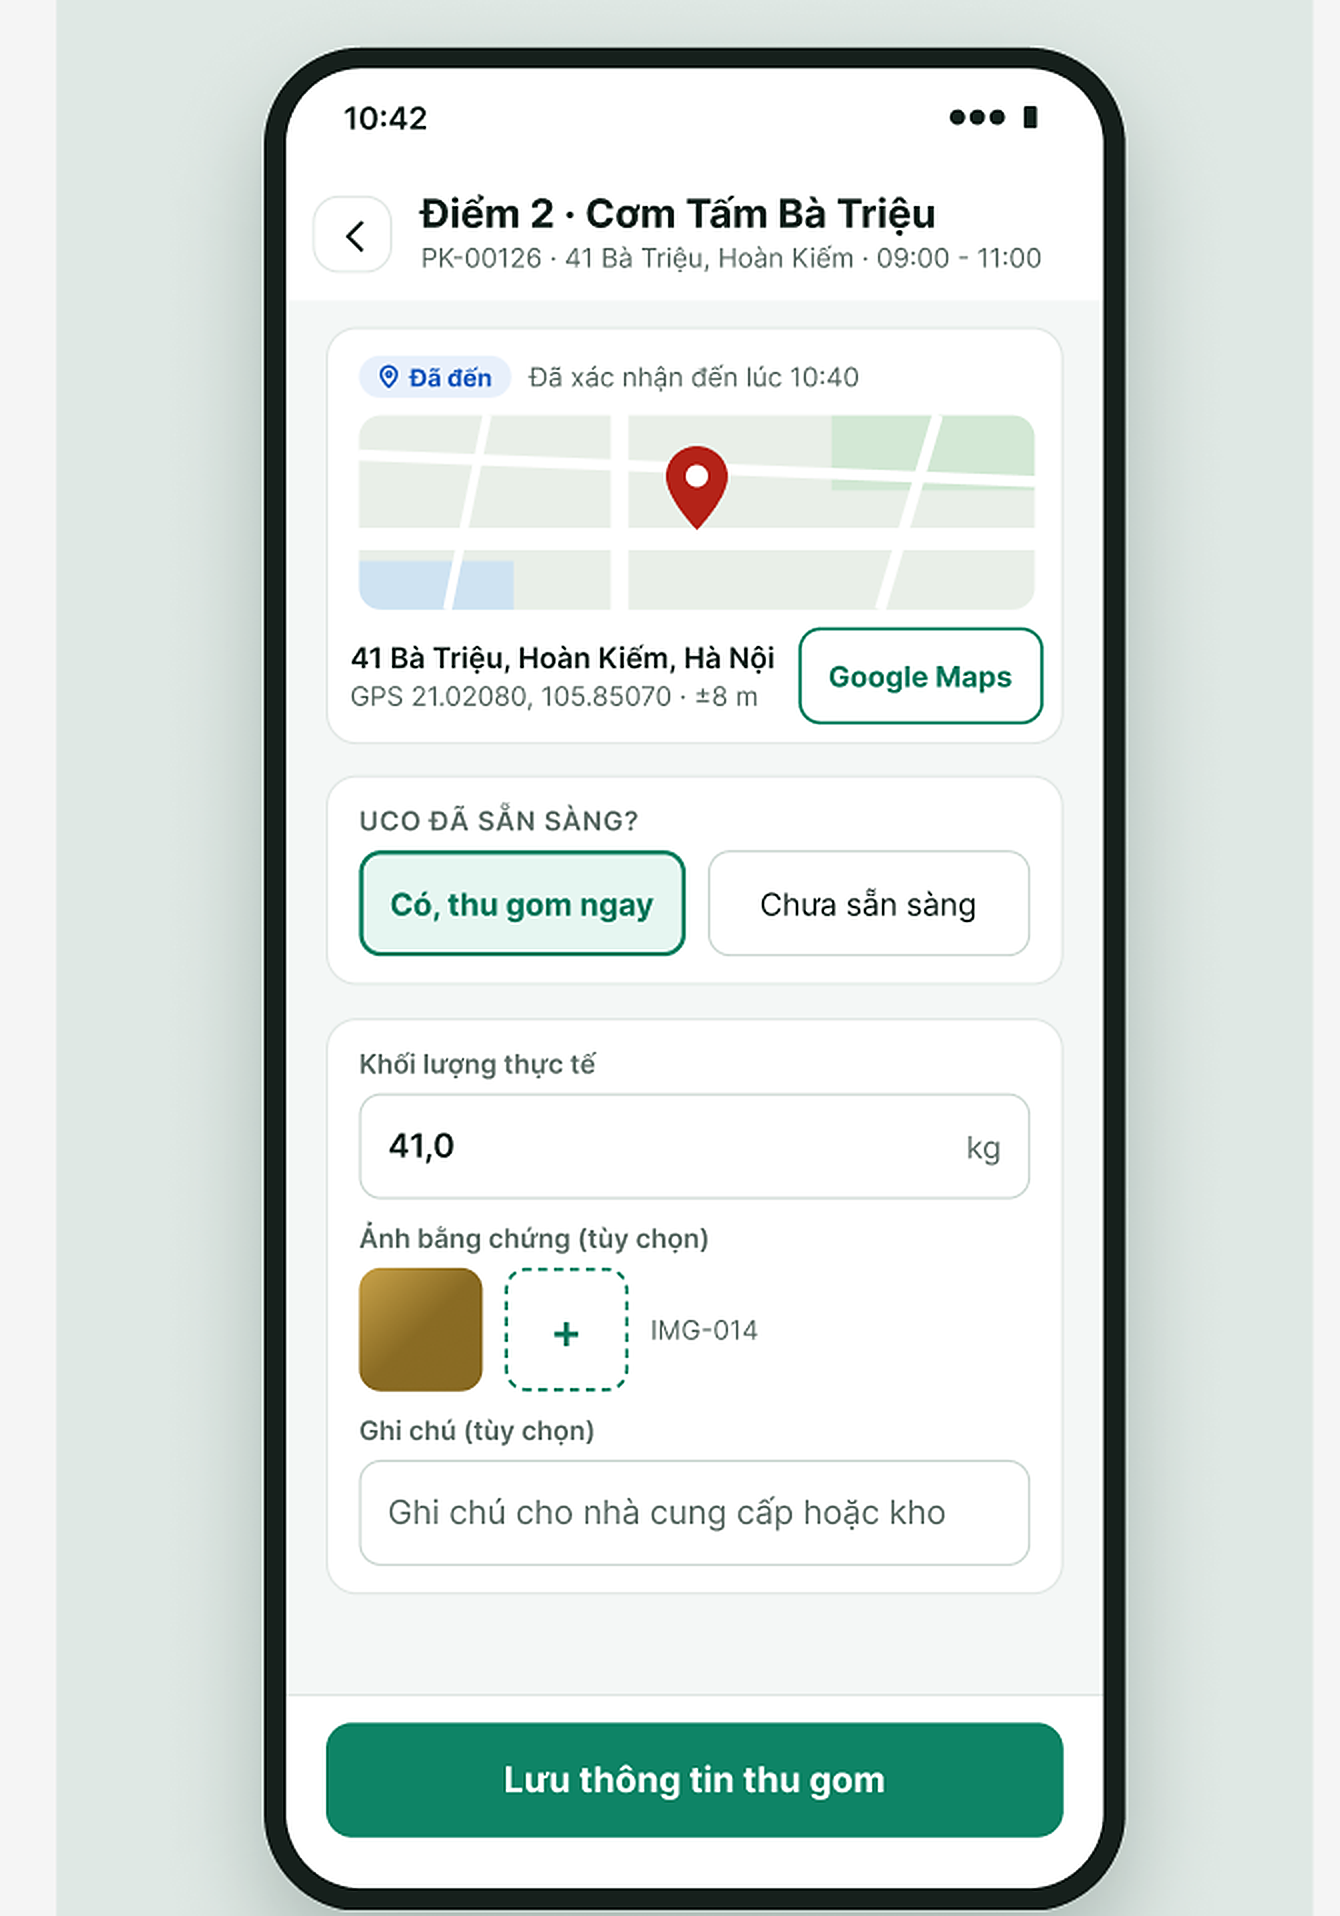 10:42
Điểm 2 · Cơm Tấm Bà Triệu
PK-00126 · 41 Bà Triệu, Hoàn Kiếm · 09:00 - 11:00
Đã đến Đã xác nhận đến lúc 10:40
41 Bà Triệu, Hoàn Kiếm, Hà Nội
GPS 21.02080, 105.85070 · ±8 m
Google Maps
UCO ĐÃ SẴN SÀNG?
Có, thu gom ngay
Chưa sẵn sàng
Khối lượng thực tế
41,0 kg
Ảnh bằng chứng (tùy chọn)
+ IMG-014
Ghi chú (tùy chọn)
Ghi chú cho nhà cung cấp hoặc kho
Lưu thông tin thu gom